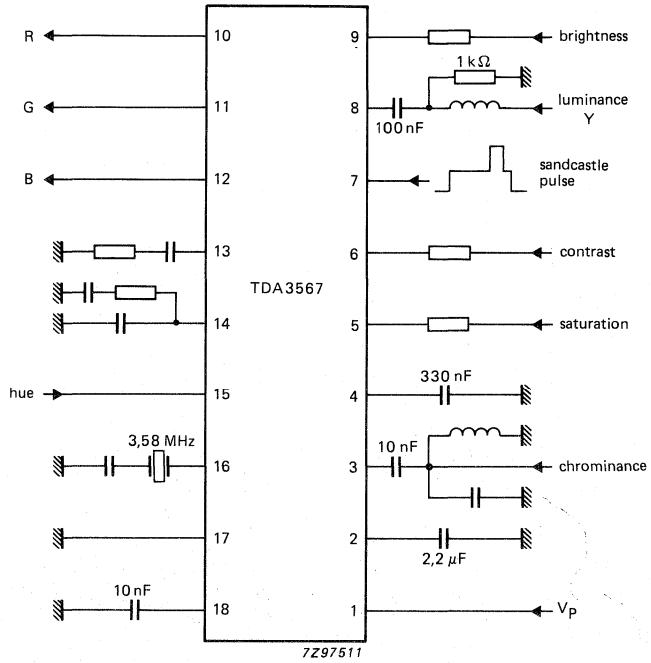 R
10
9
brightness
1 kΩ
G
11
8
100 nF
luminance
Y
B
12
7
sandcastle
pulse
13
6
contrast
TDA3567
14
5
saturation
hue
15
4
330 nF
3,58 MHz
16
10 nF
3
chrominance
17
2
2,2 μF
10 nF
18
1
VP
7Z97511